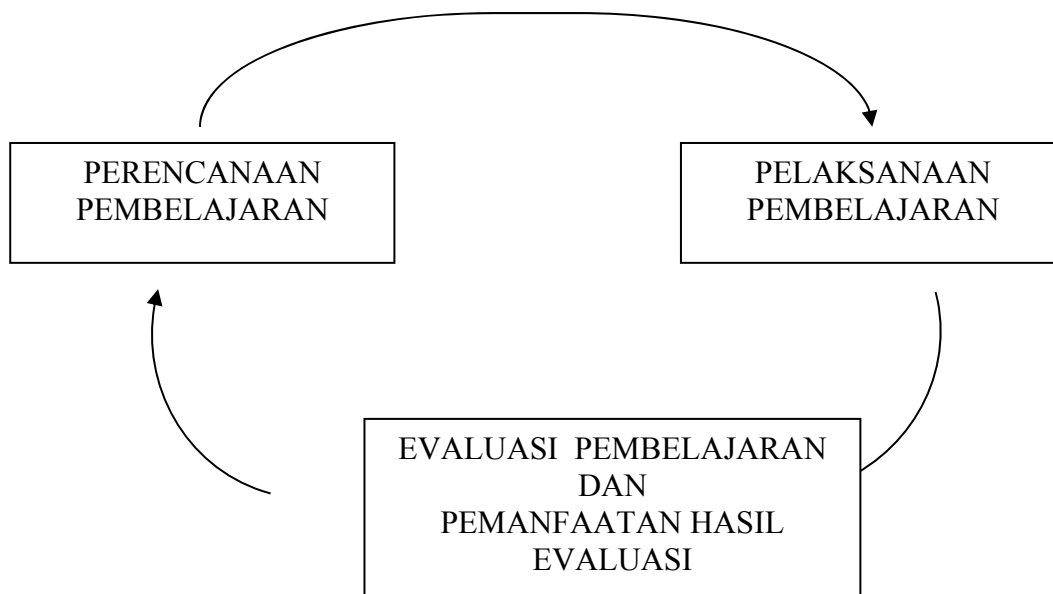 PERENCANAAN
PEMBELAJARAN
PELAKSANAAN
PEMBELAJARAN
EVALUASI  PEMBELAJARAN
DAN
PEMANFAATAN HASIL
EVALUASI